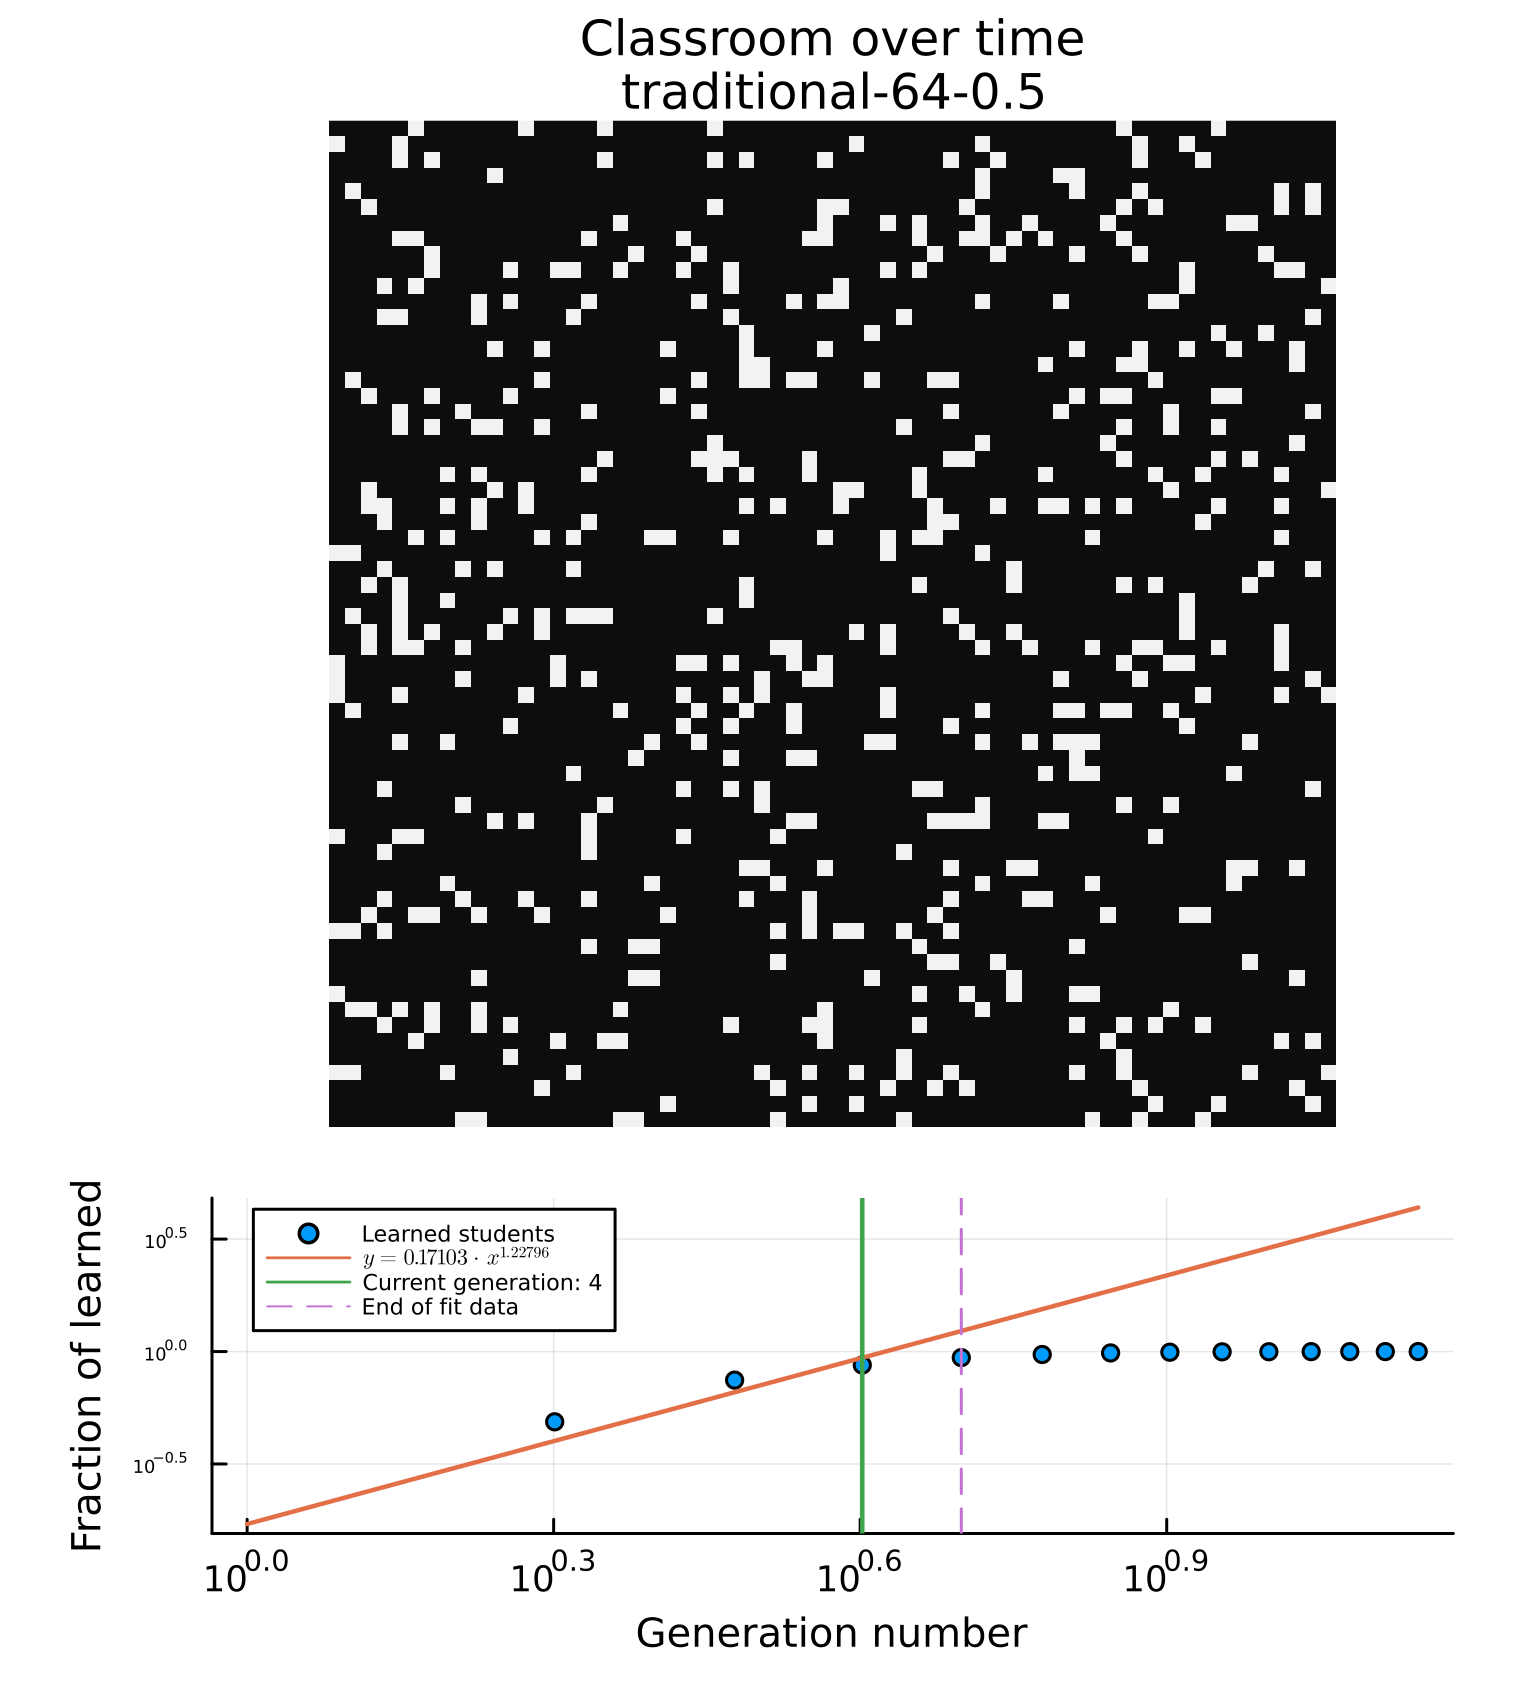 Classroom over time
traditional-64-0.5
Fraction of learned
10^0.5
10^0.0
10^−0.5
Learned students
y = 0.17103 · x^1.22796
Current generation: 4
End of fit data
10^0.0 10^0.3 10^0.6 10^0.9
Generation number